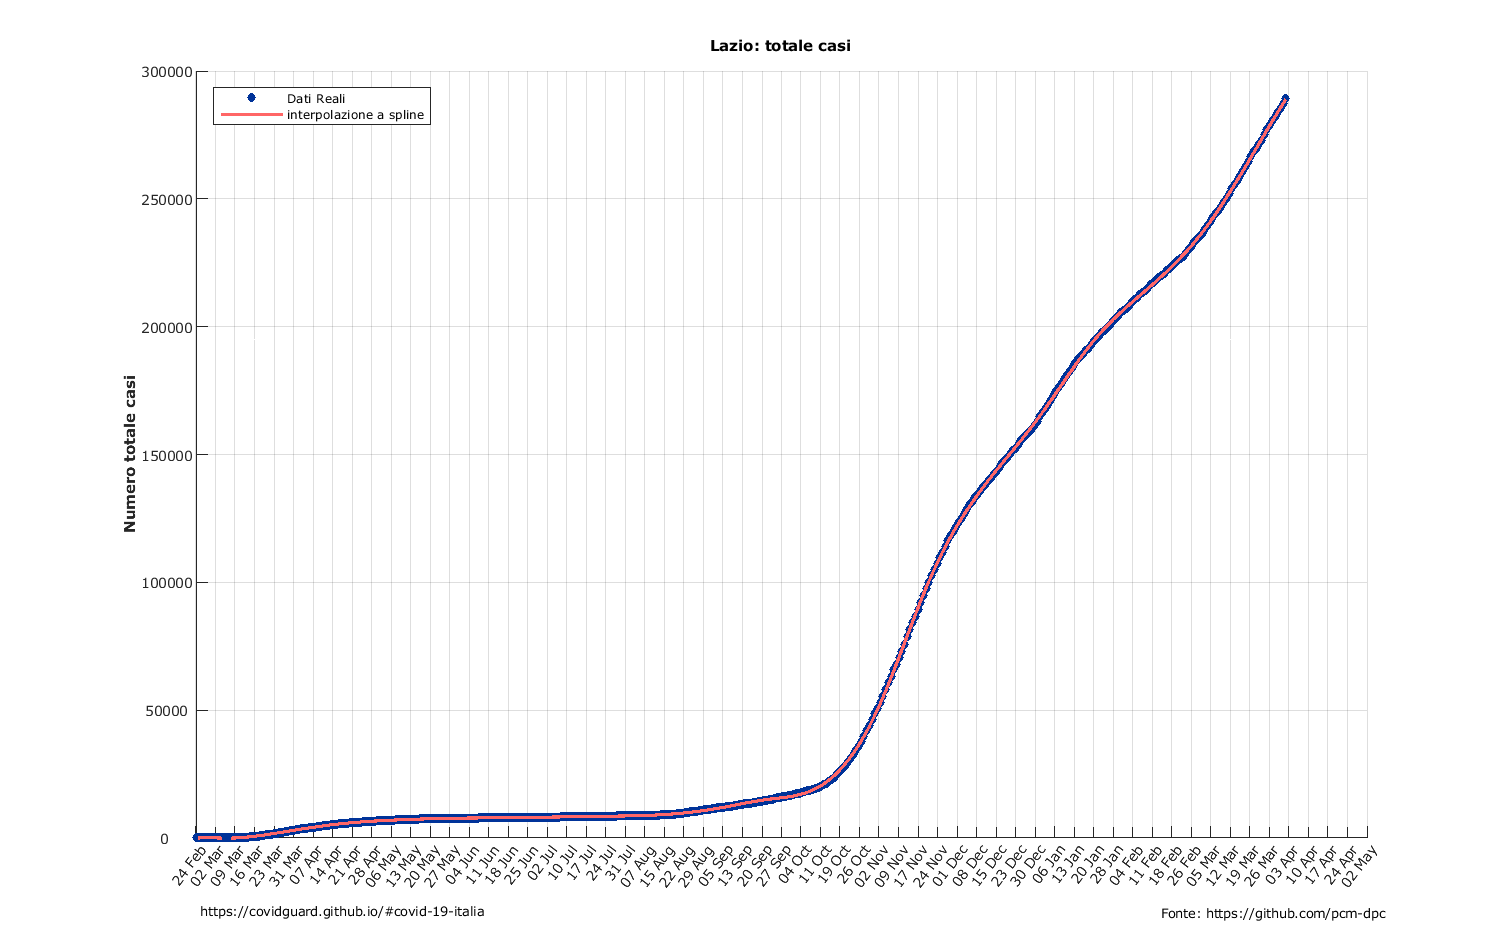 Lazio: totale casi
300000
250000
200000
150000
100000
50000
0
Numero totale casi
Dati Reali
interpolazione a spline
24 Feb
02 Mar
09 Mar
16 Mar
23 Mar
31 Mar
07 Apr
14 Apr
21 Apr
28 Apr
06 May
13 May
20 May
27 May
04 Jun
11 Jun
18 Jun
25 Jul
02 Jul
10 Jul
17 Jul
24 Jul
31 Jul
07 Aug
15 Aug
22 Aug
29 Aug
05 Sep
13 Sep
20 Sep
27 Sep
04 Oct
11 Oct
19 Oct
26 Oct
02 Nov
09 Nov
17 Nov
24 Nov
01 Dec
08 Dec
15 Dec
23 Dec
30 Jan
06 Jan
13 Jan
20 Jan
28 Jan
04 Feb
11 Feb
18 Feb
26 Feb
05 Mar
12 Mar
19 Mar
26 Mar
03 Apr
10 Apr
17 Apr
24 Apr
02 May
https://covidguard.github.io/#covid-19-italia
Fonte: https://github.com/pcm-dpc